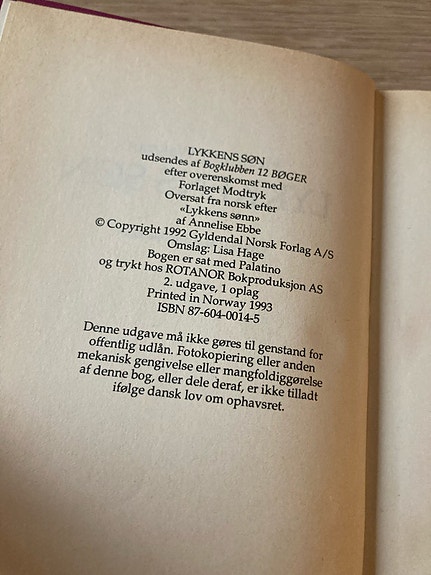 LYKKENS SØN
udsendes af Bogklubben 12 BØGER
efter overenskomst med
Forlaget Modtryk
Oversat fra norsk efter
«Lykkens sønn»
af Annelise Ebbe
© Copyright 1992 Gyldendal Norsk Forlag A/S
Omslag: Lisa Hage
Bogen er sat med Palatino
og trykt hos ROTANOR Bokproduksjon AS
2. udgave, 1 oplag
Printed in Norway 1993
ISBN 87-604-0014-5
Denne udgave må ikke gøres til genstand for
offentlig udlån. Fotokopiering eller anden
mekanisk gengivelse eller mangfoldiggørelse
af denne bog, eller dele deraf, er ikke tilladt
ifølge dansk lov om ophavsret.